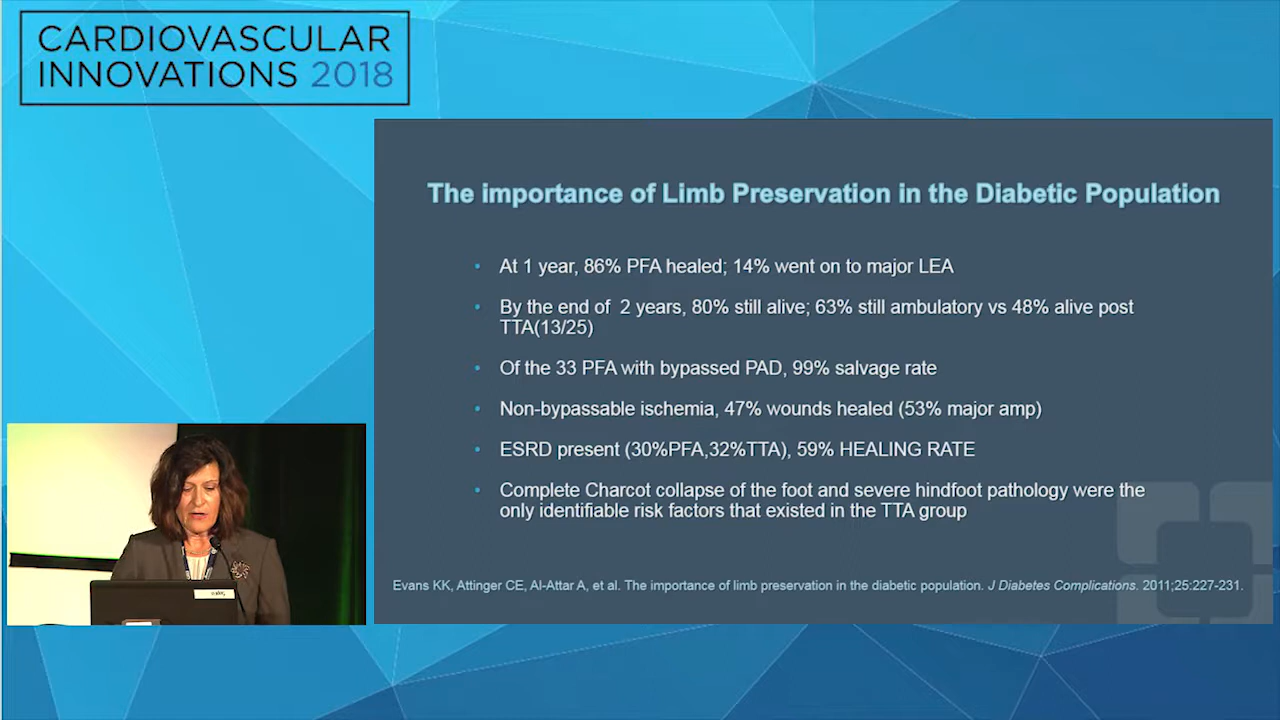 CARDIOVASCULAR
INNOVATIONS 2018
The importance of Limb Preservation in the Diabetic Population
• At 1 year, 86% PFA healed; 14% went on to major LEA
• By the end of 2 years, 80% still alive; 63% still ambulatory vs 48% alive post
TTA(13/25)
• Of the 33 PFA with bypassed PAD, 99% salvage rate
• Non-bypassable ischemia, 47% wounds healed (53% major amp)
• ESRD present (30%PFA,32%TTA), 59% HEALING RATE
• Complete Charcot collapse of the foot and severe hindfoot pathology were the
only identifiable risk factors that existed in the TTA group
Evans KK, Attinger CE, Al-Attar A, et al. The importance of limb preservation in the diabetic population. J Diabetes Complications. 2011;25:227-231.